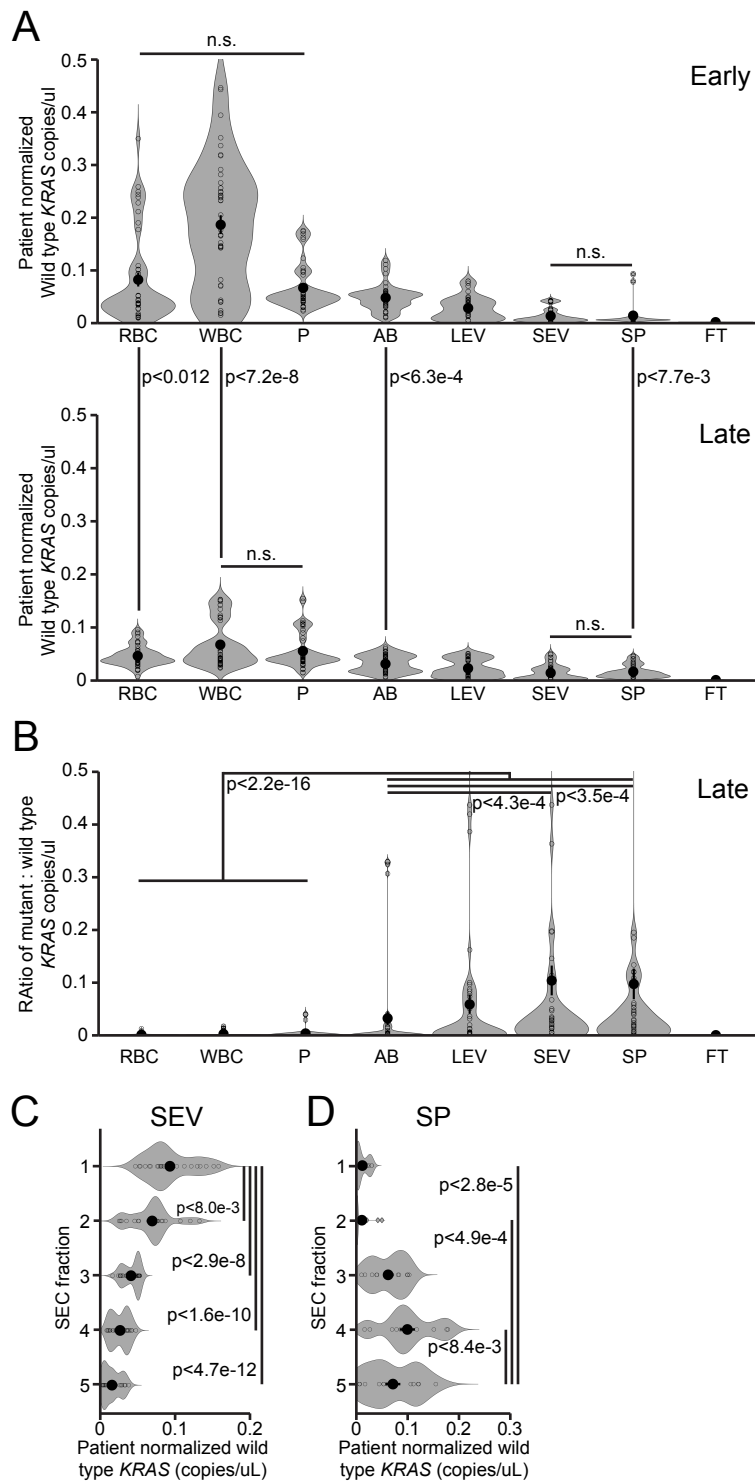 A
n.s.
Early
0.5
0.4
0.3
0.2
0.1
0
Patient normalized
Wild type KRAS copies/ul
n.s.
RBC WBC P AB LEV SEV SP FT
p<0.012 p<7.2e-8 p<6.3e-4 p<7.7e-3
Late
0.5
0.4
0.3
0.2
0.1
0
Patient normalized
Wild type KRAS copies/ul
n.s.
n.s.
RBC WBC P AB LEV SEV SP FT
B
Late
0.5
0.4
0.3
0.2
0.1
0
RAtio of mutant : wild type
KRAS copies/ul
p<2.2e-16
p<4.3e-4 p<3.5e-4
RBC WBC P AB LEV SEV SP FT
C
SEV
SEC fraction
1
2
3
4
5
p<8.0e-3
p<2.9e-8
p<1.6e-10
p<4.7e-12
0 0.1 0.2
Patient normalized wild
type KRAS (copies/uL)
D
SP
SEC fraction
1
2
3
4
5
p<2.8e-5
p<4.9e-4
p<8.4e-3
0 0.1 0.2 0.3
Patient normalized wild
type KRAS (copies/uL)